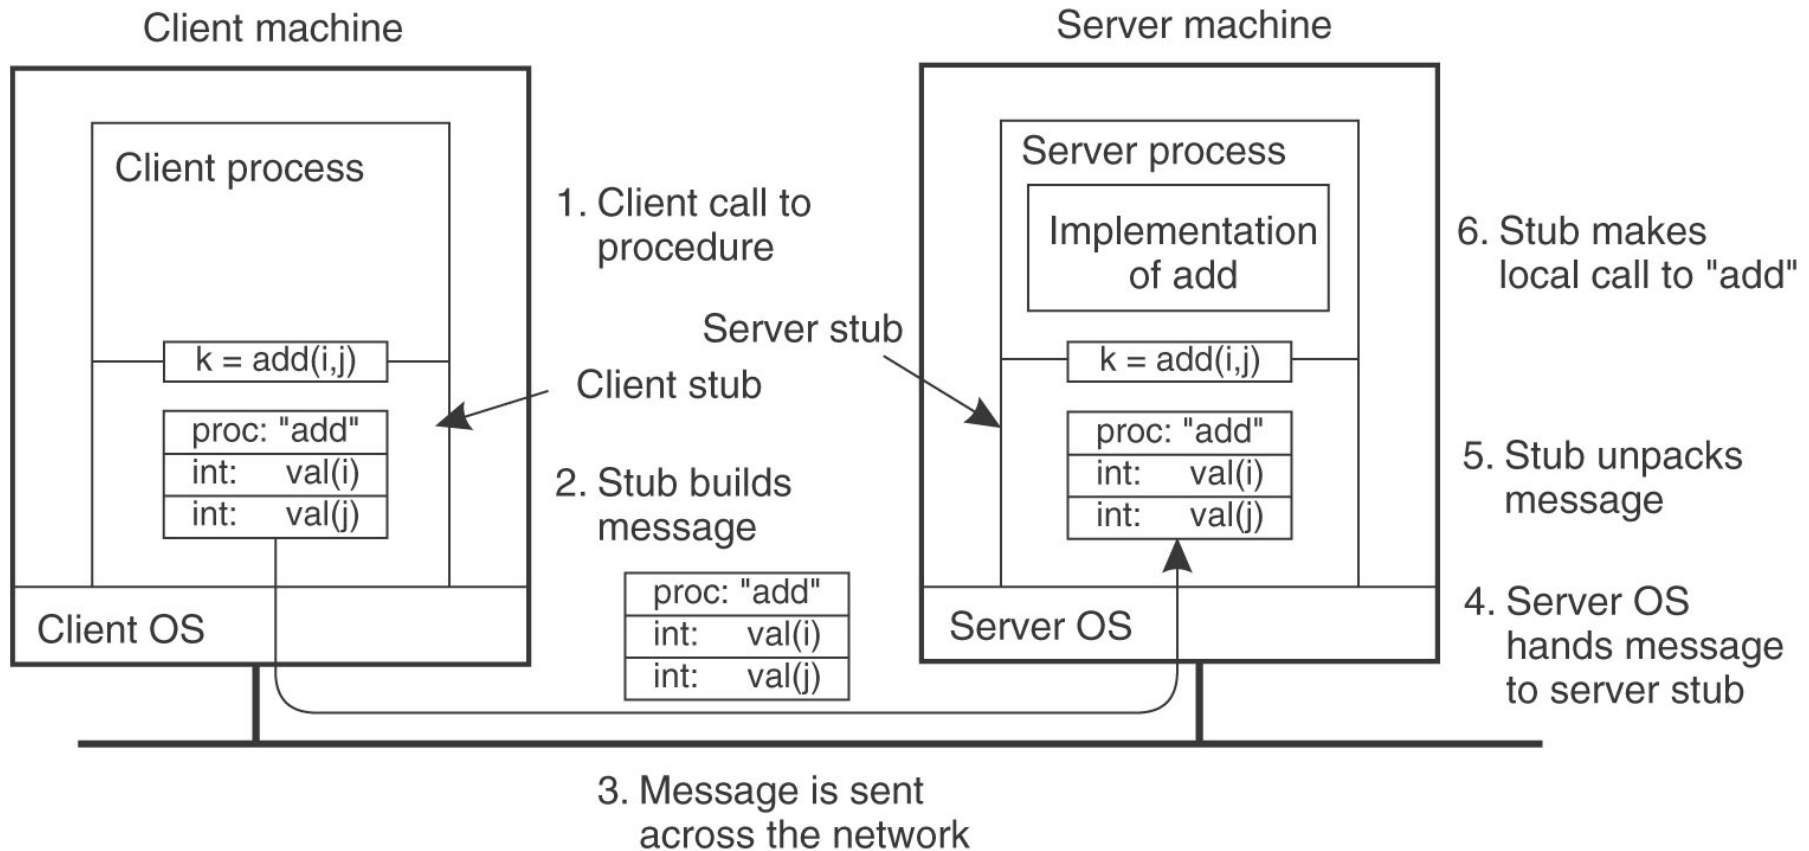 Client machine
Server machine
Client process
1. Client call to
procedure
k = add(i,j)
Client stub
proc: "add"
int: val(i)
int: val(j)
2. Stub builds
message
proc: "add"
int: val(i)
int: val(j)
Client OS
3. Message is sent
across the network
Server process
Implementation
of add
6. Stub makes
local call to "add"
Server stub
k = add(i,j)
proc: "add"
int: val(i)
int: val(j)
5. Stub unpacks
message
Server OS
4. Server OS
hands message
to server stub